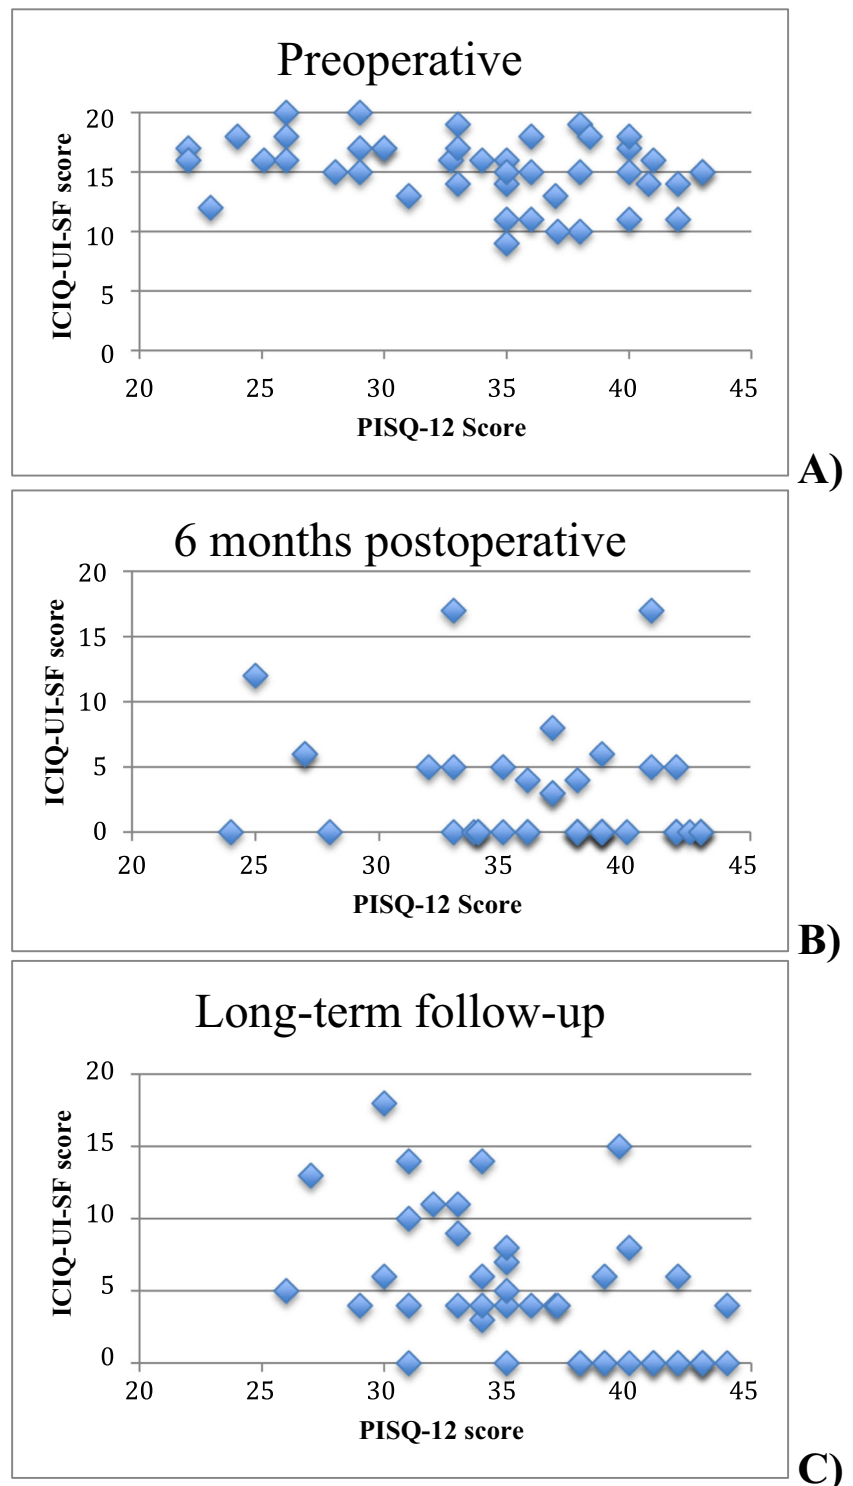 Preoperative
ICIQ-UI-SF score
20
15
10
5
0
20 25 30 35 40 45
PISQ-12 Score
A)
6 months postoperative
ICIQ-UI-SF score
20
15
10
5
0
20 25 30 35 40 45
PISQ-12 Score
B)
Long-term follow-up
ICIQ-UI-SF score
20
15
10
5
0
20 25 30 35 40 45
PISQ-12 score
C)